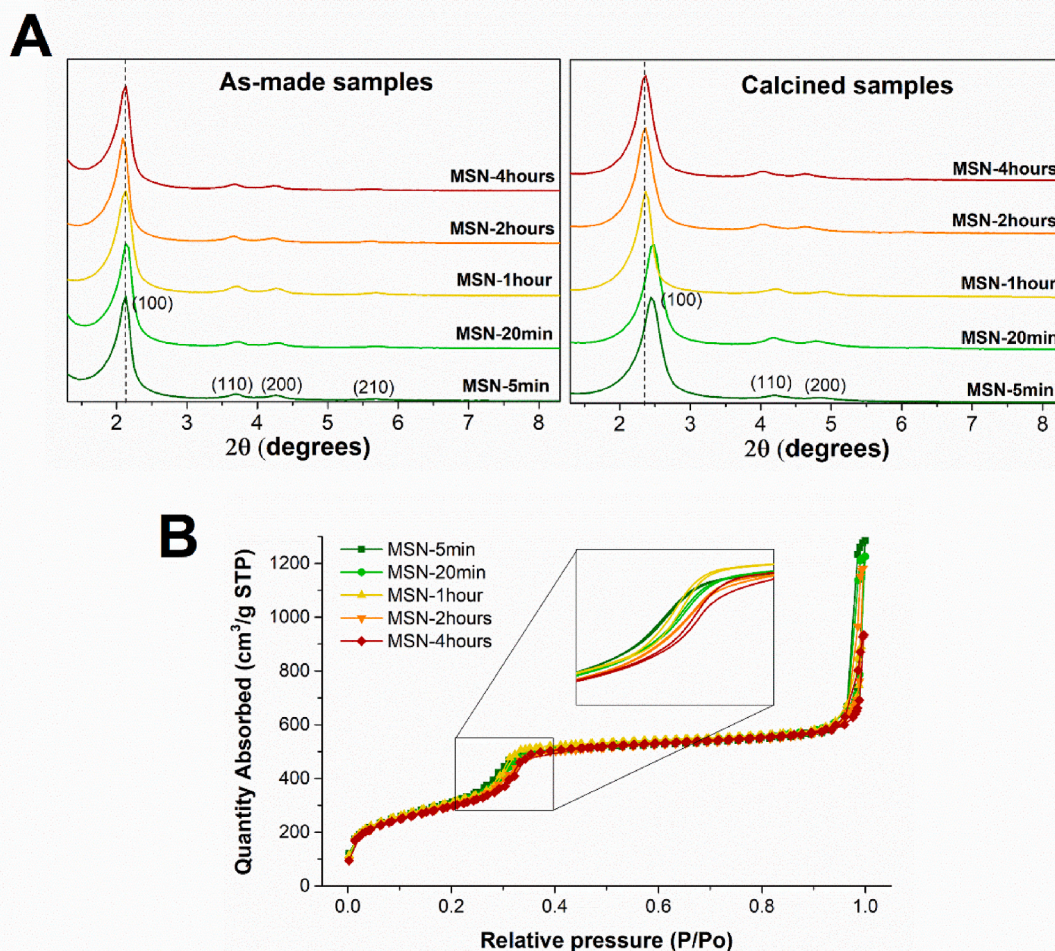 A
As-made samples
MSN-4hours
MSN-2hours
MSN-1hour
(100)
MSN-20min
(110) (200) (210)
MSN-5min
2 3 4 5 6 7 8
2θ (degrees)
Calcined samples
MSN-4hours
MSN-2hours
MSN-1hour
(100)
MSN-20min
(110) (200)
MSN-5min
2 3 4 5 6 7 8
2θ (degrees)
B
MSN-5min
MSN-20min
MSN-1hour
MSN-2hours
MSN-4hours
Quantity Absorbed (cm³/g STP)
1200
1000
800
600
400
200
0
0.0 0.2 0.4 0.6 0.8 1.0
Relative pressure (P/Po)